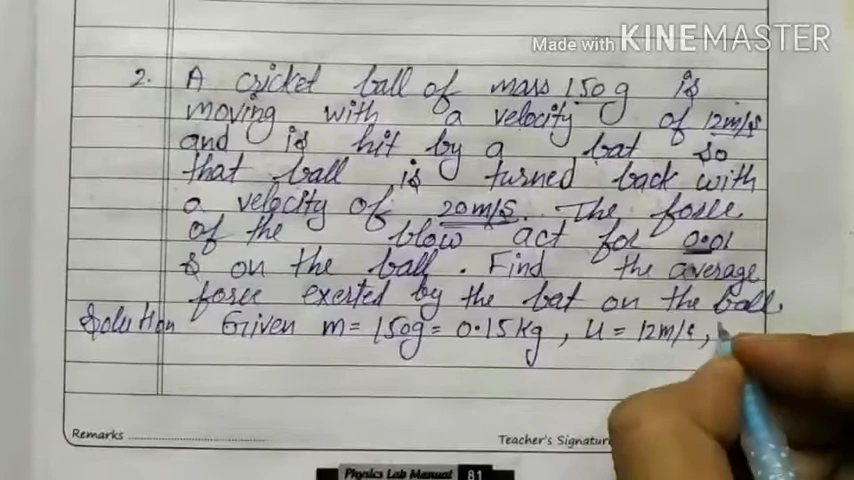 Made with KINEMASTER
2. A cricket ball of mass 150g is
moving with a velocity of 12m/s
and is hit by a bat so
that ball is turned back with
a velocity of 20m/s. The force
of the blow act for 0.01
s on the ball. Find the average
force exerted by the bat on the ball.
Solution Given m = 150g = 0.15kg, u = 12m/s,
Remarks
Teacher's Signature
Physics Lab Manual 81